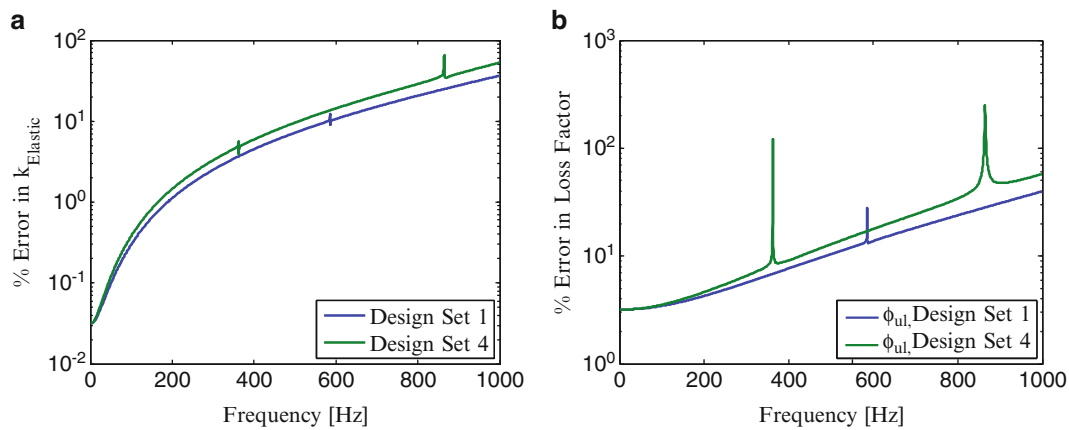 a
10^2
10^1
10^0
10^-1
10^-2
% Error in k_Elastic
0 200 400 600 800 1000
Frequency [Hz]
Design Set 1
Design Set 4
b
10^3
10^2
10^1
10^0
% Error in Loss Factor
0 200 400 600 800 1000
Frequency [Hz]
ϕ_ul, Design Set 1
ϕ_ul, Design Set 4